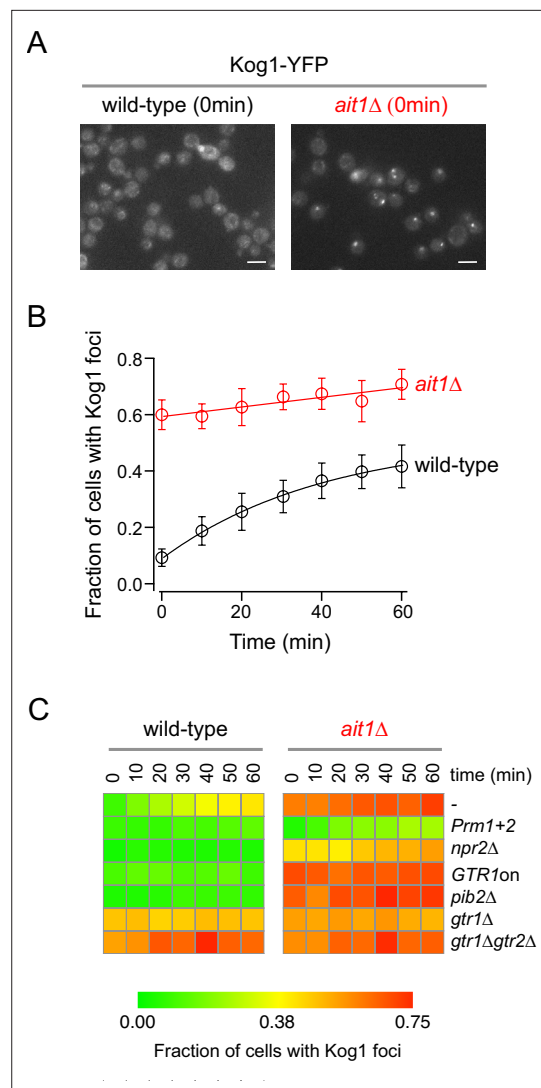 A
Kog1-YFP
wild-type (0min)
ait1Δ (0min)
B
Fraction of cells with Kog1 foci
0.8
0.6
0.4
0.2
0.0
ait1Δ
wild-type
0 20 40 60
Time (min)
C
wild-type
ait1Δ
0 10 20 30 40 50 60
0 10 20 30 40 50 60
time (min)
-
Prm1+2
npr2Δ
GTR1on
pib2Δ
gtr1Δ
gtr1Δgtr2Δ
0.00 0.38 0.75
Fraction of cells with Kog1 foci